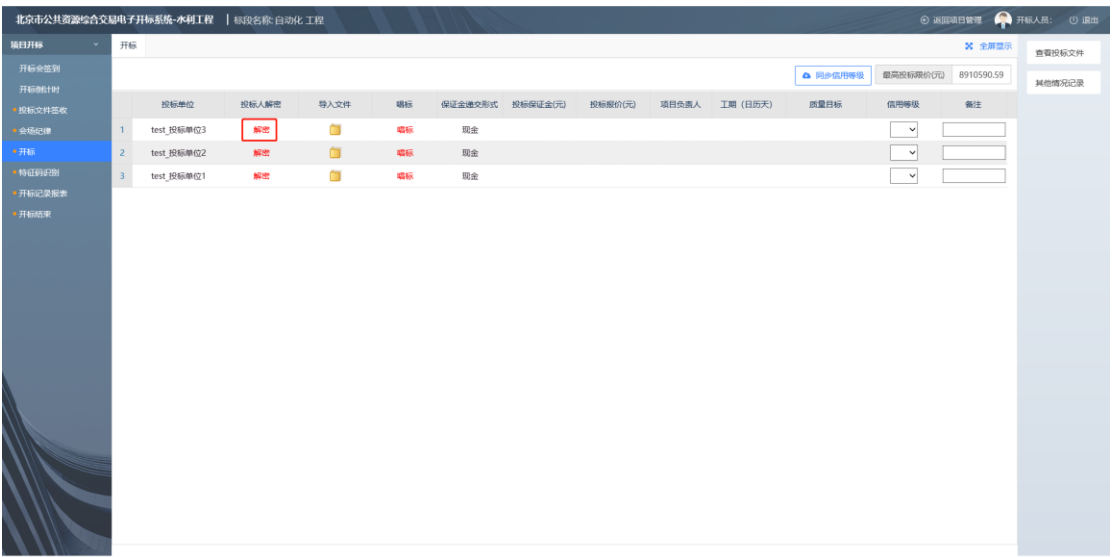 北京市公共资源综合交易电子开标系统-水利工程 | 标段名称: 自动化 工程 返回项目管理 开标人员: 退出
项目开标
开标会签到
开标倒计时
投标文件签收
会场纪律
开标
特征码识别
开标记录报表
开标结果
开标 全屏显示
同步信用等级 最高投标限价(元) 8910590.59
投标单位 投标人解密 导入文件 唱标 保证金递交形式 投标保证金(元) 投标报价(元) 项目负责人 工期（日历天） 质量目标 信用等级 备注
1 test_投标单位3 解密 唱标 现金
2 test_投标单位2 解密 唱标 现金
3 test_投标单位1 解密 唱标 现金
查看投标文件
其他情况记录